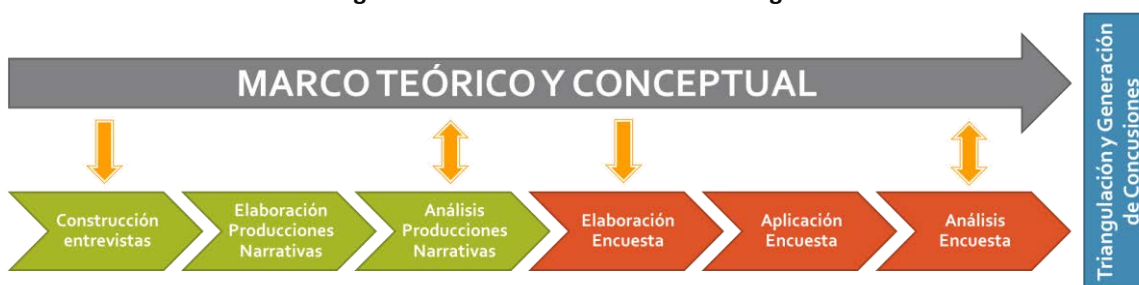 MARCO TEÓRICO Y CONCEPTUAL
Construcción
entrevistas
Elaboración
Producciones
Narrativas
Análisis
Producciones
Narrativas
Elaboración
Encuesta
Aplicación
Encuesta
Análisis
Encuesta
Triangulación y Generación
de Concusiones